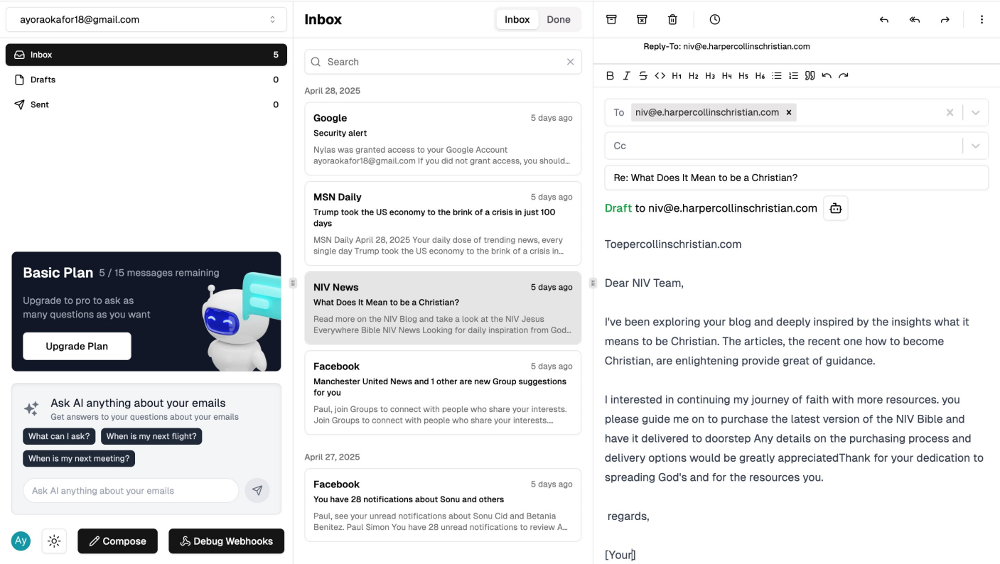 ayoraokafor18@gmail.com
Inbox 5
Drafts 0
Sent 0
Basic Plan 5 / 15 messages remaining
Upgrade to pro to ask as
many questions as you want
Upgrade Plan
Ask AI anything about your emails
Get answers to your questions about your emails
What can I ask? When is my next flight?
When is my next meeting?
Ask AI anything about your emails
Ay Compose Debug Webhooks
Inbox Inbox Done
Search
April 28, 2025
Google 5 days ago
Security alert
Nylas was granted access to your Google Account
ayoraokafor18@gmail.com If you did not grant access, you should...
MSN Daily 5 days ago
Trump took the US economy to the brink of a crisis in just 100
days
MSN Daily April 28, 2025 Your daily dose of trending news, every
single day Trump took the US economy to the brink of a crisis in...
NIV News 5 days ago
What Does It Mean to be a Christian?
Read more on the NIV Blog and take a look at the NIV Jesus
Everywhere Bible NIV News Looking for daily inspiration from God...
Facebook 5 days ago
Manchester United News and 1 other are new Group suggestions
for you
Paul, join Groups to connect with people who share your interests.
Join Groups to connect with people who share your interests....
April 27, 2025
Facebook 5 days ago
You have 28 notifications about Sonu and others
Paul, see your unread notifications about Sonu Cid and Betania
Benitez. Paul Simon You have 28 unread notifications to review A...
Reply-To: niv@e.harpercollinschristian.com
B I S <> H1 H2 H3 H4 H5 H6
To niv@e.harpercollinschristian.com
Cc
Re: What Does It Mean to be a Christian?
Draft to niv@e.harpercollinschristian.com
Toepercollinschristian.com
Dear NIV Team,
I've been exploring your blog and deeply inspired by the insights what it
means to be Christian. The articles, the recent one how to become
Christian, are enlightening provide great of guidance.
I interested in continuing my journey of faith with more resources. you
please guide me on to purchase the latest version of the NIV Bible and
have it delivered to doorstep Any details on the purchasing process and
delivery options would be greatly appreciatedThank for your dedication to
spreading God's and for the resources you.
regards,
[Your]